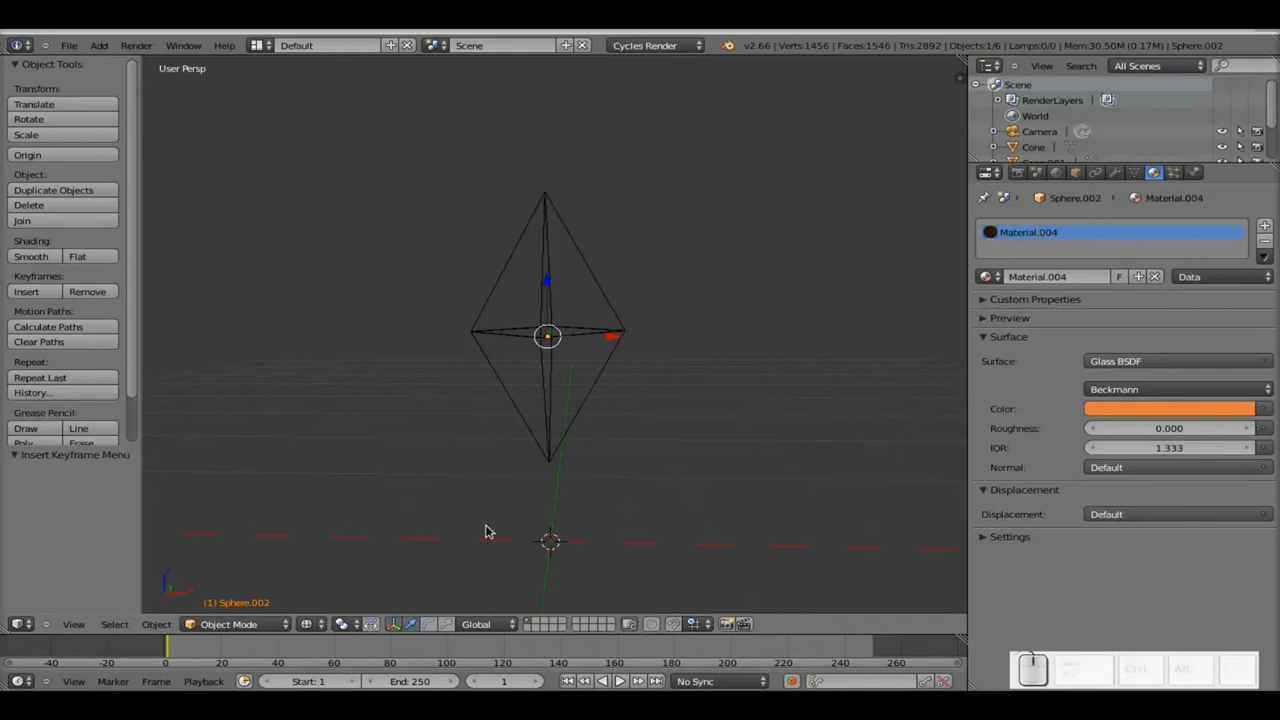 File Add Render Window Help Default Scene Cycles Render v2.66 | Verts:1456 | Faces:1546 | Tris:2892 | Objects:1/6 | Lamps:0/0 | Mem:30.50M (0.17M) | Sphere.002
Object Tools
Transform:
Translate
Rotate
Scale
Origin
Object:
Duplicate Objects
Delete
Join
Shading:
Smooth Flat
Keyframes:
Insert Remove
Motion Paths:
Calculate Paths
Clear Paths
Repeat:
Repeat Last
History...
Grease Pencil:
Draw Line
Poly Erase
Insert Keyframe Menu
User Persp
z
y
x
(1) Sphere.002
View Select Object Object Mode Global
-40 -20 0 20 40 60 80 100 120 140 160 180 200 220 240 260
View Marker Frame Playback Start: 1 End: 250 1 No Sync
View Search All Scenes
Scene
RenderLayers
World
Camera
Cone
Sphere.002 Material.004
Material.004
Material.004 F Data
Custom Properties
Preview
Surface
Surface: Glass BSDF
Beckmann
Color:
Roughness: 0.000
IOR: 1.333
Normal: Default
Displacement
Displacement: Default
Settings
Ctrl Alt